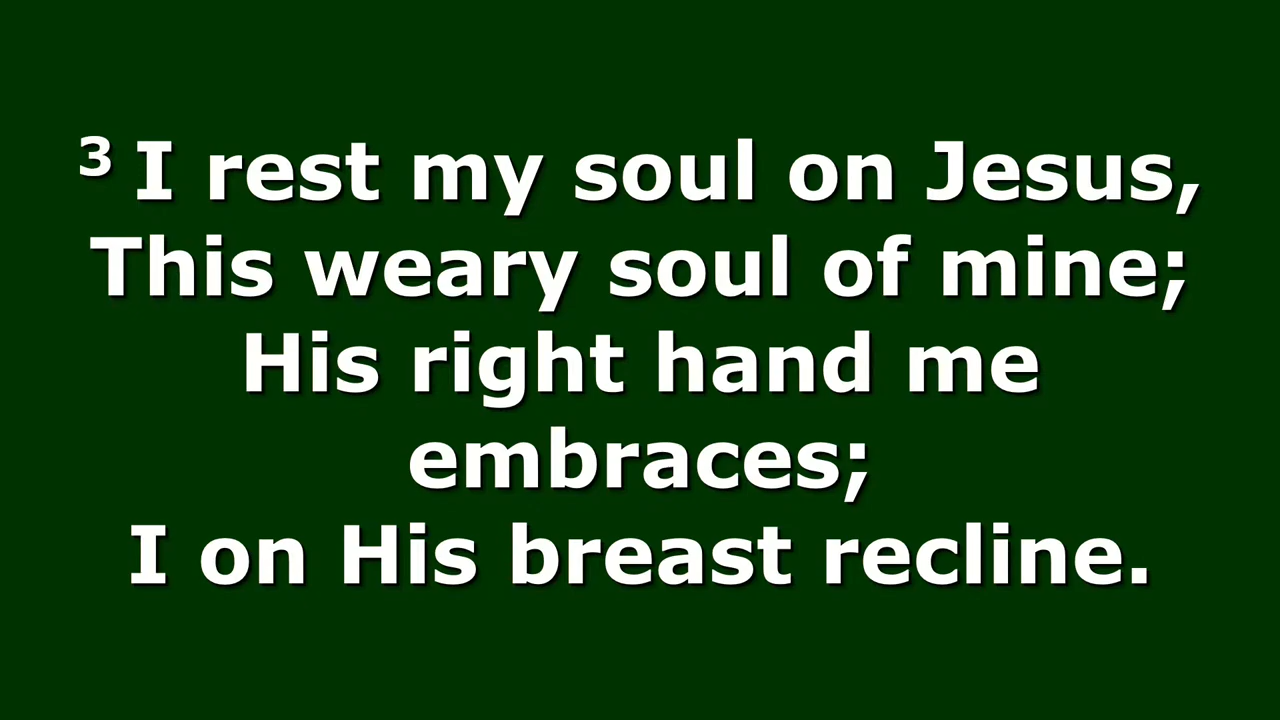 3 I rest my soul on Jesus,
This weary soul of mine;
His right hand me
embraces;
I on His breast recline.